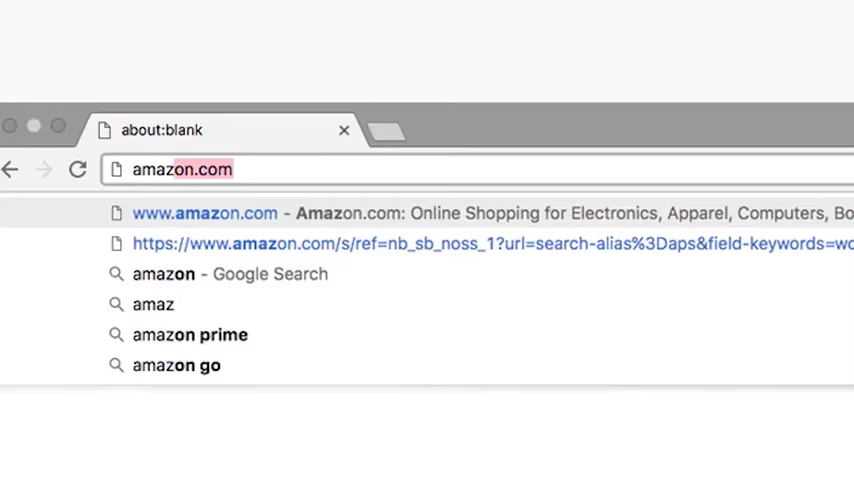 about:blank
amazon.com
www.amazon.com - Amazon.com: Online Shopping for Electronics, Apparel, Computers,
https://www.amazon.com/s/ref=nb_sb_noss_1?url=search-alias%3Daps&field-keywords=wo
amazon - Google Search
amaz
amazon prime
amazon go